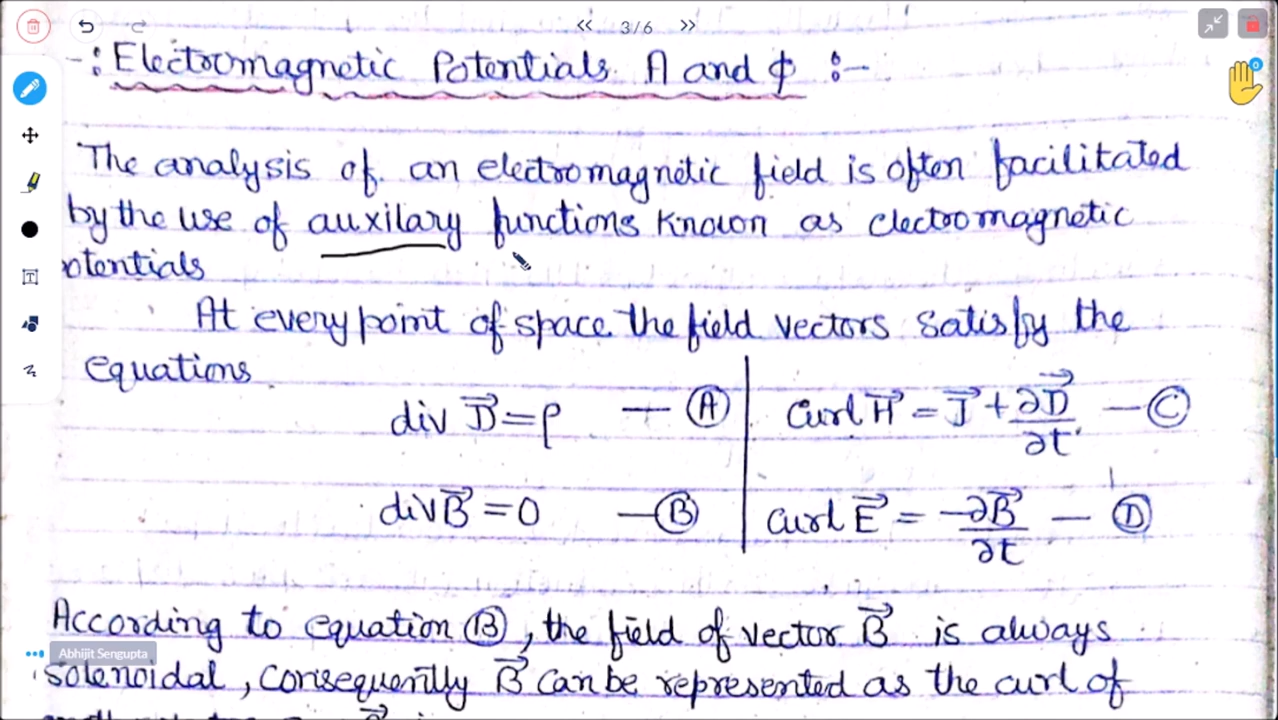 << 3/6 >>
-: Electromagnetic Potentials A and ϕ :-
The analysis of an electromagnetic field is often facilitated
by the use of auxilary functions known as electromagnetic
otentials
At every point of space the field vectors satisfy the
equations
div D⃗ = ρ — (A) curl H⃗ = J⃗ + ∂D⃗/∂t — (C)
div B⃗ = 0 — (B) curl E⃗ = -∂B⃗/∂t — (D)
According to equation (B), the field of vector B⃗ is always
Abhijit Sengupta
solenoidal, consequently B⃗ can be represented as the curl of